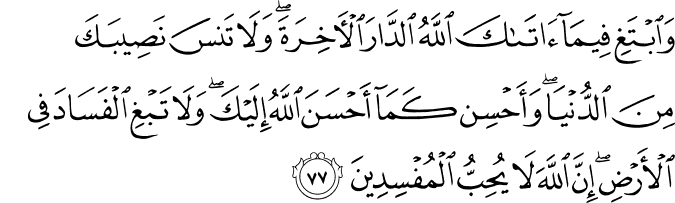 وَٱبۡتَغِ فِيمَآ ءَاتَىٰكَ ٱللَّهُ ٱلدَّارَ ٱلۡأٓخِرَةَۖ وَلَا تَنسَ نَصِيبَكَ
مِنَ ٱلدُّنۡيَاۖ وَأَحۡسِن كَمَآ أَحۡسَنَ ٱللَّهُ إِلَيۡكَۖ وَلَا تَبۡغِ ٱلۡفَسَادَ فِي
ٱلۡأَرۡضِۖ إِنَّ ٱللَّهَ لَا يُحِبُّ ٱلۡمُفۡسِدِينَ ٧٧